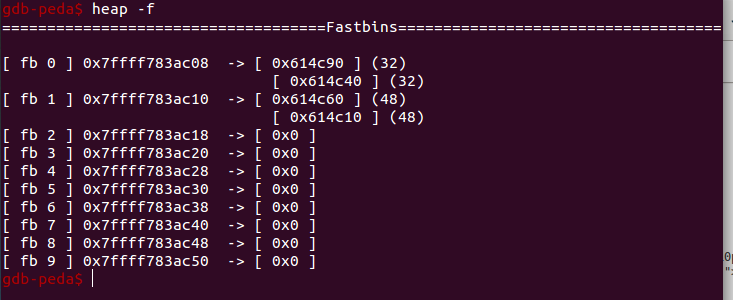 gdb-peda$ heap -f
====================================Fastbins====================================
[ fb 0 ] 0x7ffff783ac08  -> [ 0x614c90 ] (32)
                              [ 0x614c40 ] (32)
[ fb 1 ] 0x7ffff783ac10  -> [ 0x614c60 ] (48)
                              [ 0x614c10 ] (48)
[ fb 2 ] 0x7ffff783ac18  -> [ 0x0 ]
[ fb 3 ] 0x7ffff783ac20  -> [ 0x0 ]
[ fb 4 ] 0x7ffff783ac28  -> [ 0x0 ]
[ fb 5 ] 0x7ffff783ac30  -> [ 0x0 ]
[ fb 6 ] 0x7ffff783ac38  -> [ 0x0 ]
[ fb 7 ] 0x7ffff783ac40  -> [ 0x0 ]
[ fb 8 ] 0x7ffff783ac48  -> [ 0x0 ]
[ fb 9 ] 0x7ffff783ac50  -> [ 0x0 ]
gdb-peda$